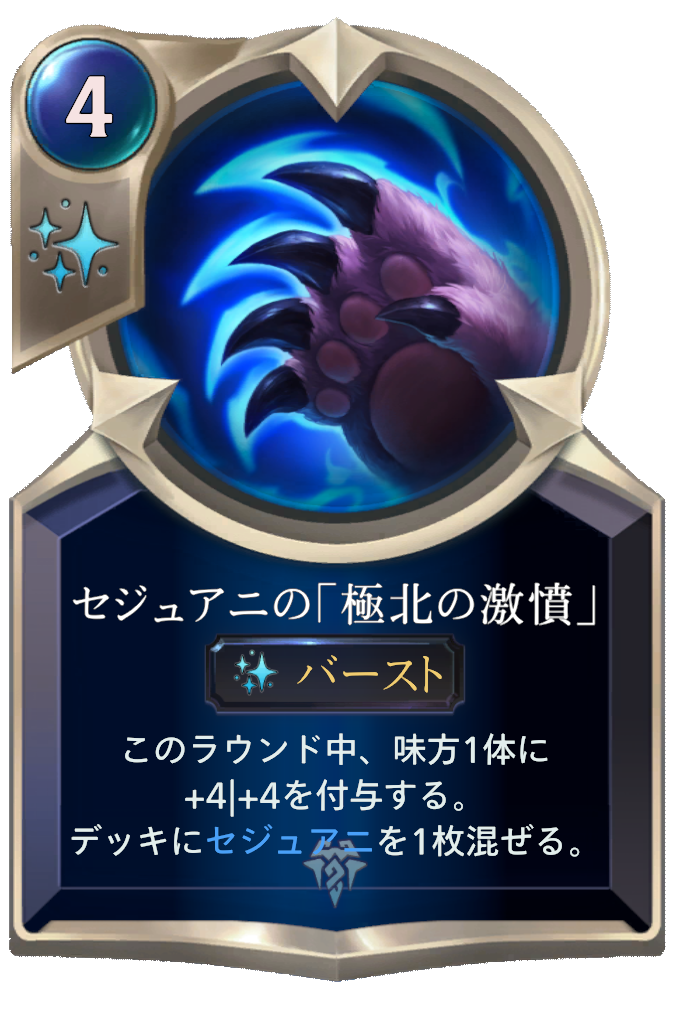 4
セジュアニの「極北の激憤」
バースト
このラウンド中、味方1体に
+4|+4を付与する。
デッキにセジュアニを1枚混ぜる。